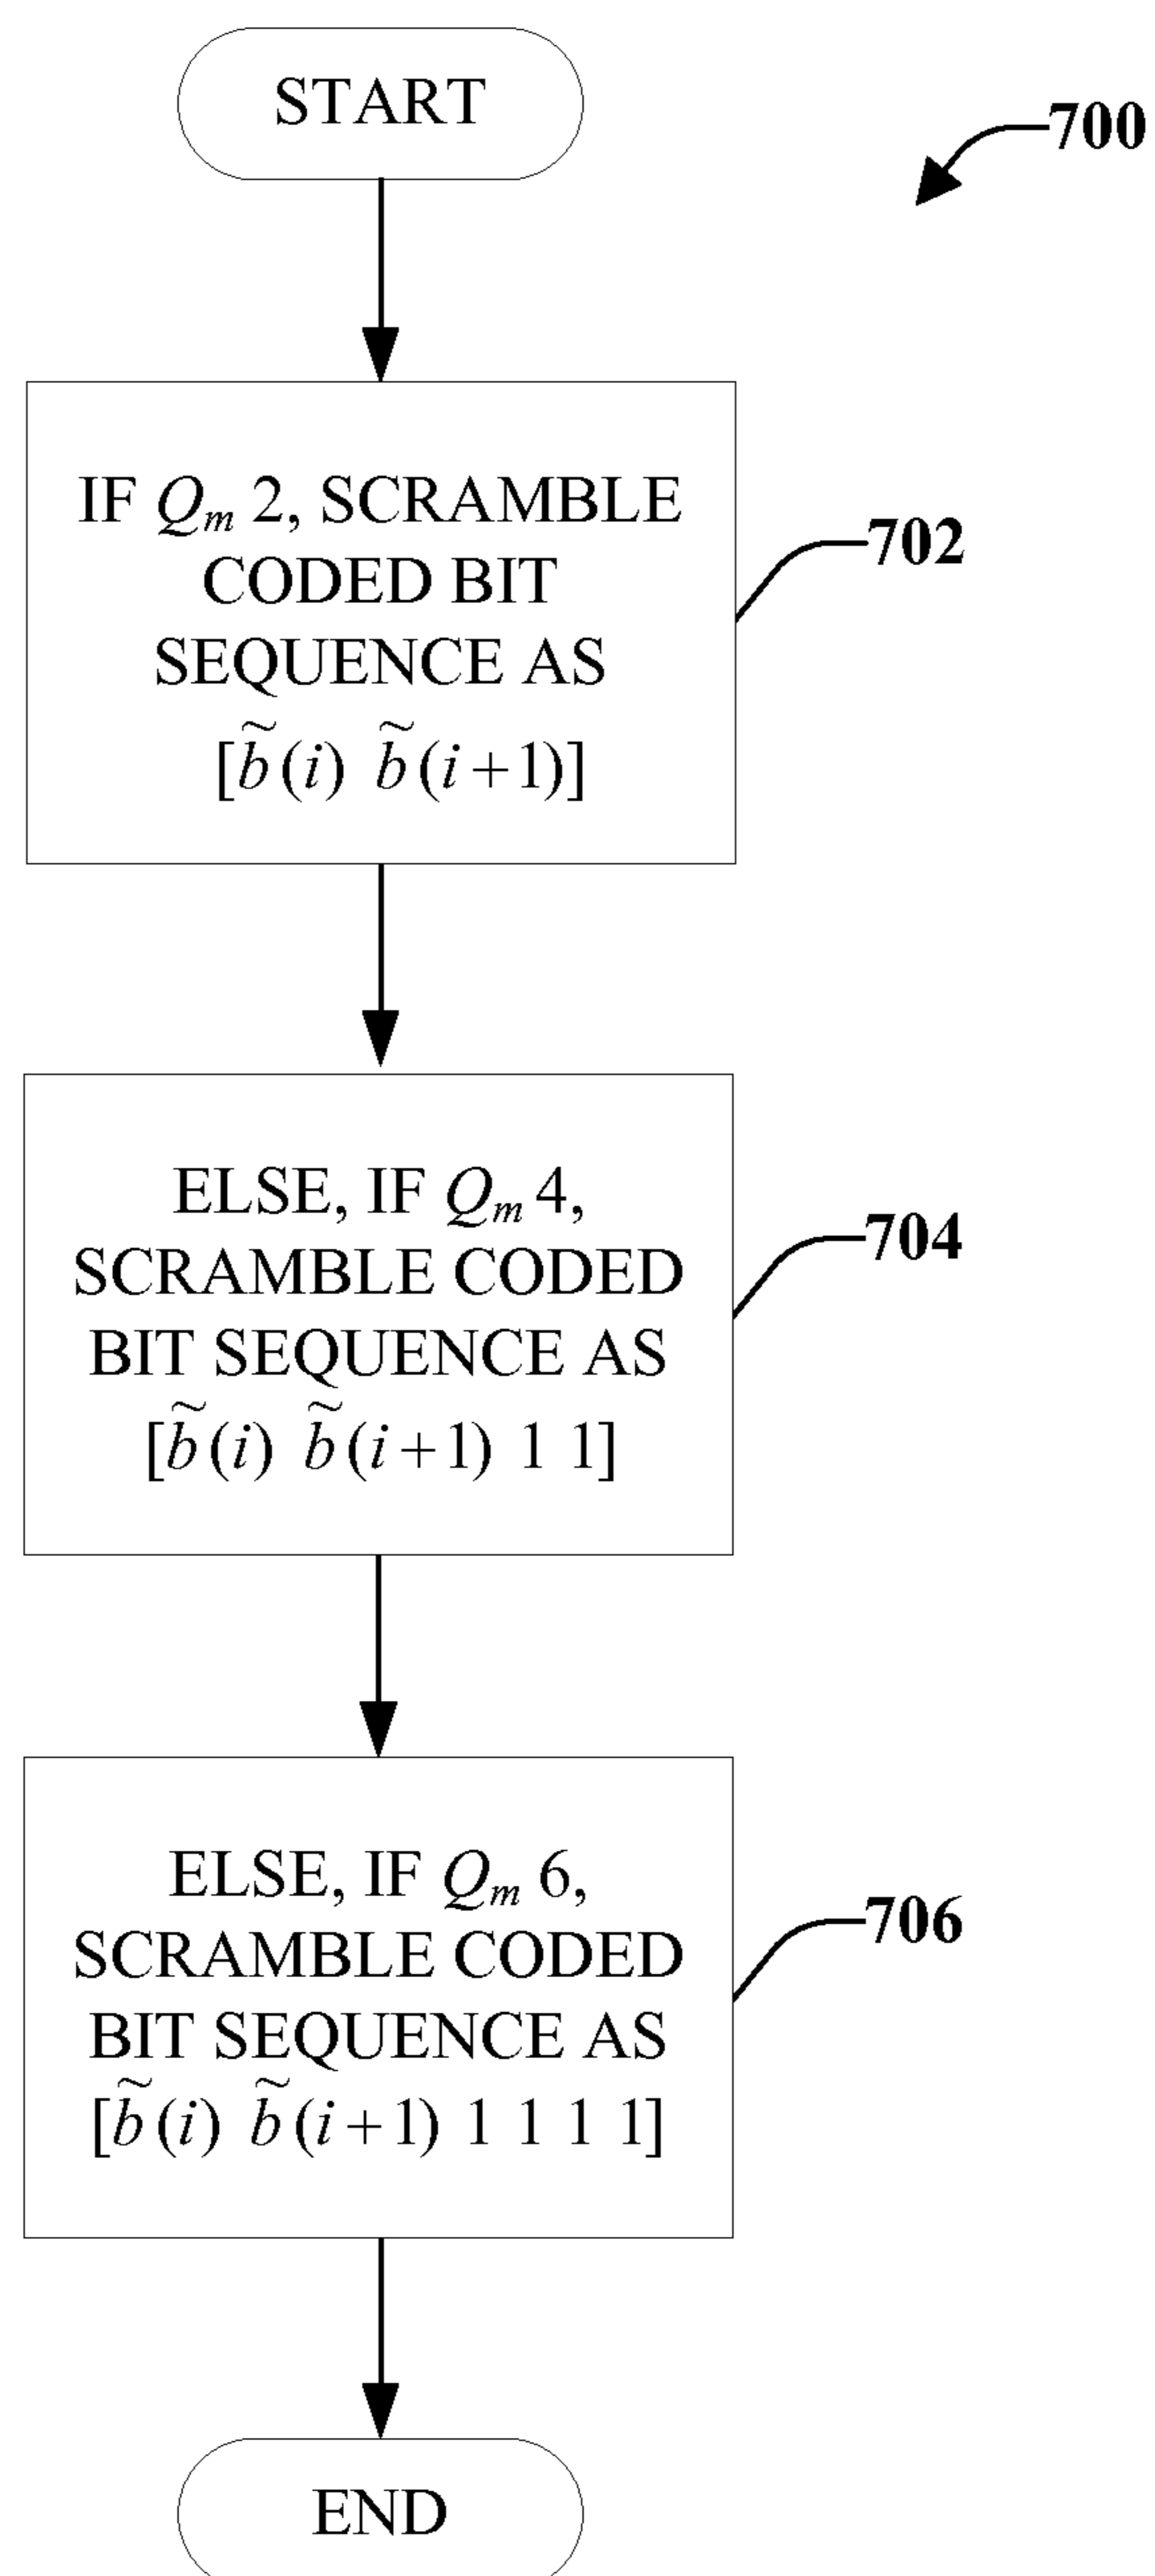 START
700
IF Qm 2, SCRAMBLE
CODED BIT
SEQUENCE AS
[b̃(i) b̃(i+1)]
702
ELSE, IF Qm 4,
SCRAMBLE CODED
BIT SEQUENCE AS
[b̃(i) b̃(i+1) 1 1]
704
ELSE, IF Qm 6,
SCRAMBLE CODED
BIT SEQUENCE AS
[b̃(i) b̃(i+1) 1 1 1 1]
706
END